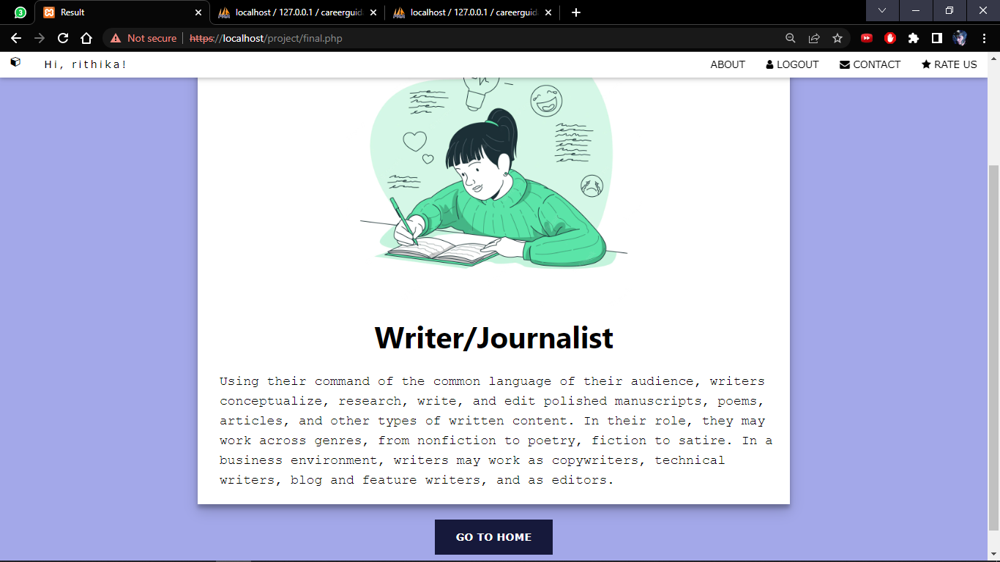 3
Result
localhost / 127.0.0.1 / careerguid
localhost / 127.0.0.1 / careerguid
Not secure
https://localhost/project/final.php
Hi, rithika!
ABOUT
LOGOUT
CONTACT
RATE US
Writer/Journalist
Using their command of the common language of their audience, writers
conceptualize, research, write, and edit polished manuscripts, poems,
articles, and other types of written content. In their role, they may
work across genres, from nonfiction to poetry, fiction to satire. In a
business environment, writers may work as copywriters, technical
writers, blog and feature writers, and as editors.
GO TO HOME